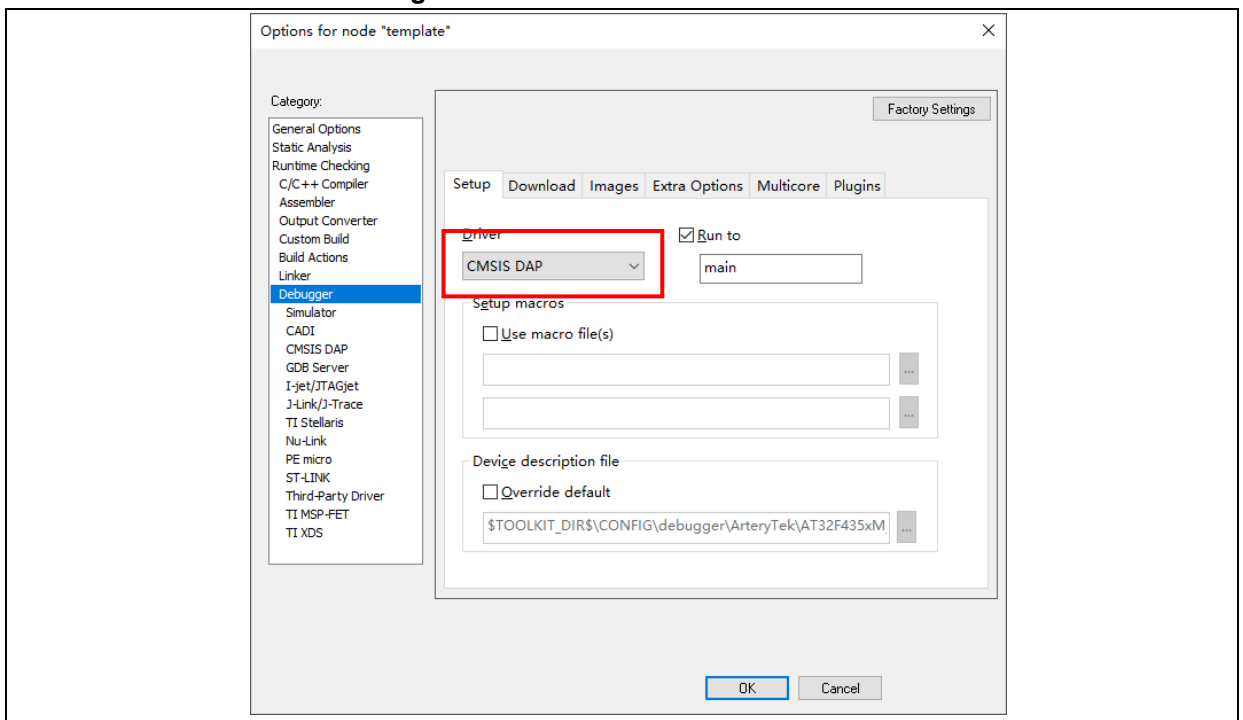 Options for node "template"
Category:
Factory Settings
General Options
Static Analysis
Runtime Checking
C/C++ Compiler
Assembler
Output Converter
Custom Build
Build Actions
Linker
Debugger
Simulator
CADI
CMSIS DAP
GDB Server
I-jet/JTAGjet
J-Link/J-Trace
TI Stellaris
Nu-Link
PE micro
ST-LINK
Third-Party Driver
TI MSP-FET
TI XDS
Setup Download Images Extra Options Multicore Plugins
Driver
Run to
CMSIS DAP
main
Setup macros
Use macro file(s)
...
...
Device description file
Override default
$TOOLKIT_DIR$\CONFIG\debugger\ArteryTek\AT32F435xM
...
OK Cancel